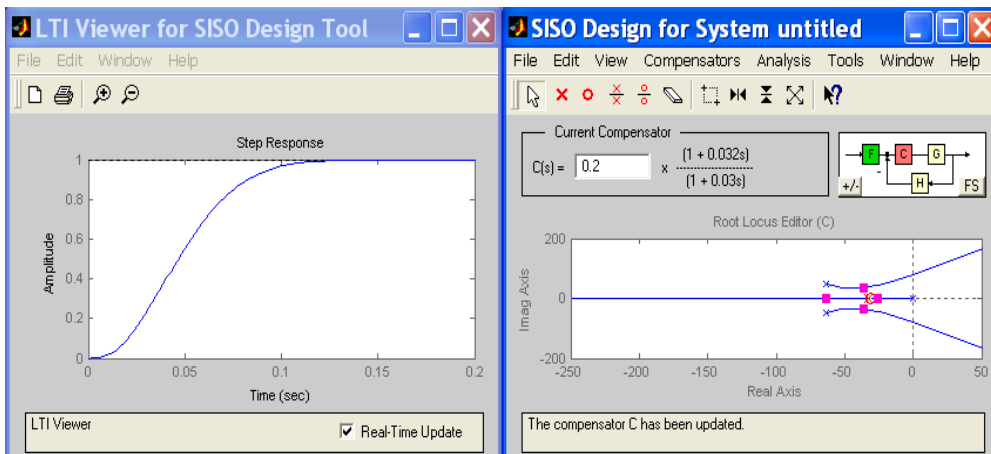 LTI Viewer for SISO Design Tool
File Edit Window Help
Step Response
Amplitude
1
0.8
0.6
0.4
0.2
0
0 0.05 0.1 0.15 0.2
Time (sec)
LTI Viewer
Real-Time Update
SISO Design for System untitled
File Edit View Compensators Analysis Tools Window Help
Current Compensator
C(s) = 0.2 x (1 + 0.032s)
(1 + 0.03s)
F C G
H
+/- FS
Root Locus Editor (C)
Imag Axis
200
0
-200
-250 -200 -150 -100 -50 0 50
Real Axis
The compensator C has been updated.